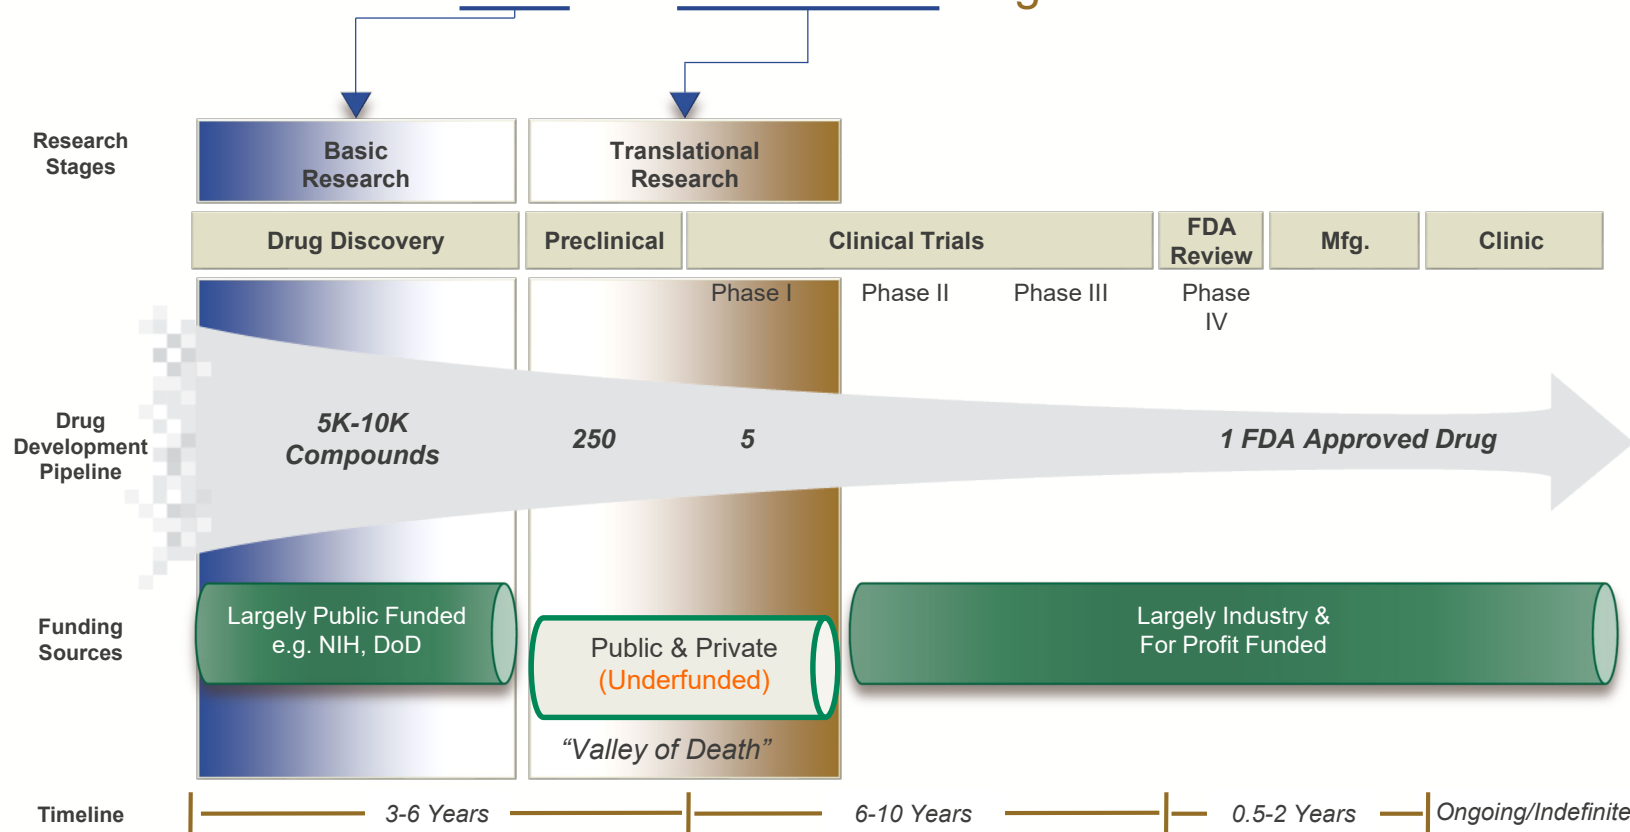 Research
Stages
Basic
Research
Translational
Research
Drug Discovery
Preclinical
Clinical Trials
FDA
Review
Mfg.
Clinic
Phase I
Phase II
Phase III
Phase
IV
Drug
Development
Pipeline
5K-10K
Compounds
250
5
1 FDA Approved Drug
Funding
Sources
Largely Public Funded
e.g. NIH, DoD
Public & Private
(Underfunded)
Largely Industry &
For Profit Funded
“Valley of Death”
Timeline
3-6 Years
6-10 Years
0.5-2 Years
Ongoing/Indefinite